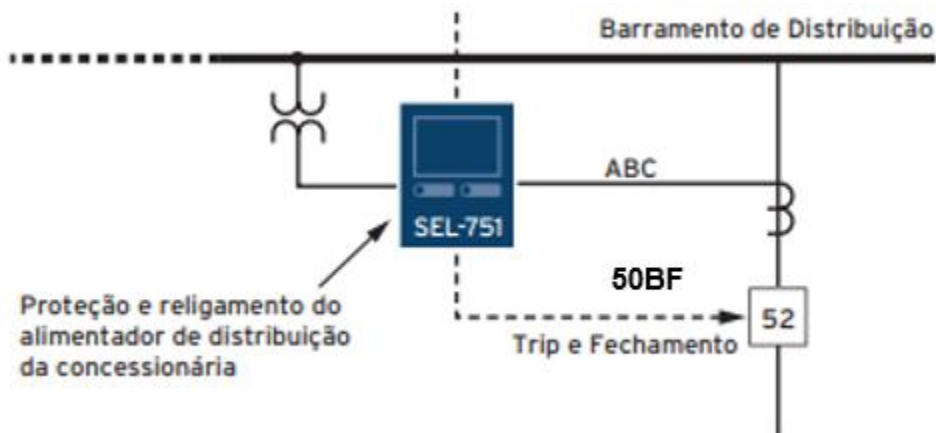 Barramento de Distribuição
ABC
SEL-751
50BF
52
Trip e Fechamento
Proteção e religamento do
alimentador de distribuição
da concessionária